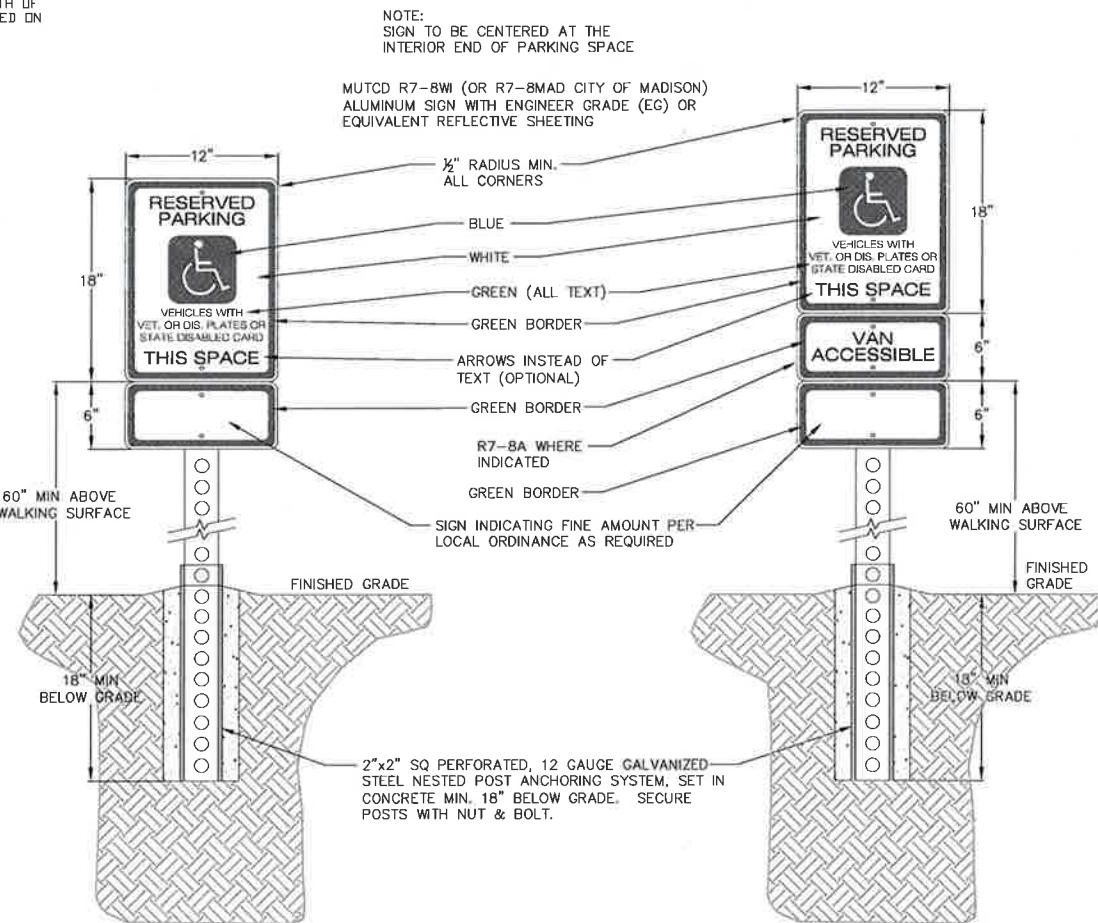 ED ON
NOTE:
SIGN TO BE CENTERED AT THE
INTERIOR END OF PARKING SPACE
MUTCD R7-8WI (OR R7-8MAD CITY OF MADISON)
ALUMINUM SIGN WITH ENGINEER GRADE (EG) OR
EQUIVALENT REFLECTIVE SHEETING
12"
18"
RESERVED
PARKING
VEHICLES WITH
VET. OR DIS. PLATES OR
STATE DISABLED CARD
THIS SPACE
6"
60" MIN ABOVE
WALKING SURFACE
18" MIN
BELOW GRADE
½" RADIUS MIN.
ALL CORNERS
BLUE
WHITE
GREEN (ALL TEXT)
GREEN BORDER
ARROWS INSTEAD OF
TEXT (OPTIONAL)
GREEN BORDER
R7-8A WHERE
INDICATED
GREEN BORDER
SIGN INDICATING FINE AMOUNT PER
LOCAL ORDINANCE AS REQUIRED
FINISHED GRADE
2"x2" SQ PERFORATED, 12 GAUGE GALVANIZED
STEEL NESTED POST ANCHORING SYSTEM, SET IN
CONCRETE MIN. 18" BELOW GRADE. SECURE
POSTS WITH NUT & BOLT.
12"
RESERVED
PARKING
VEHICLES WITH
VET. OR DIS. PLATES OR
STATE DISABLED CARD
THIS SPACE
18"
VAN
ACCESSIBLE
6"
6"
60" MIN ABOVE
WALKING SURFACE
FINISHED
GRADE
18" MIN
BELOW GRADE